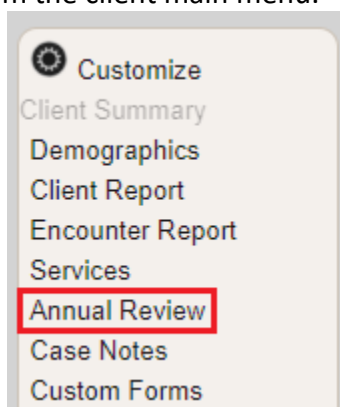 the client main menu.
Customize
Client Summary
Demographics
Client Report
Encounter Report
Services
Annual Review
Case Notes
Custom Forms